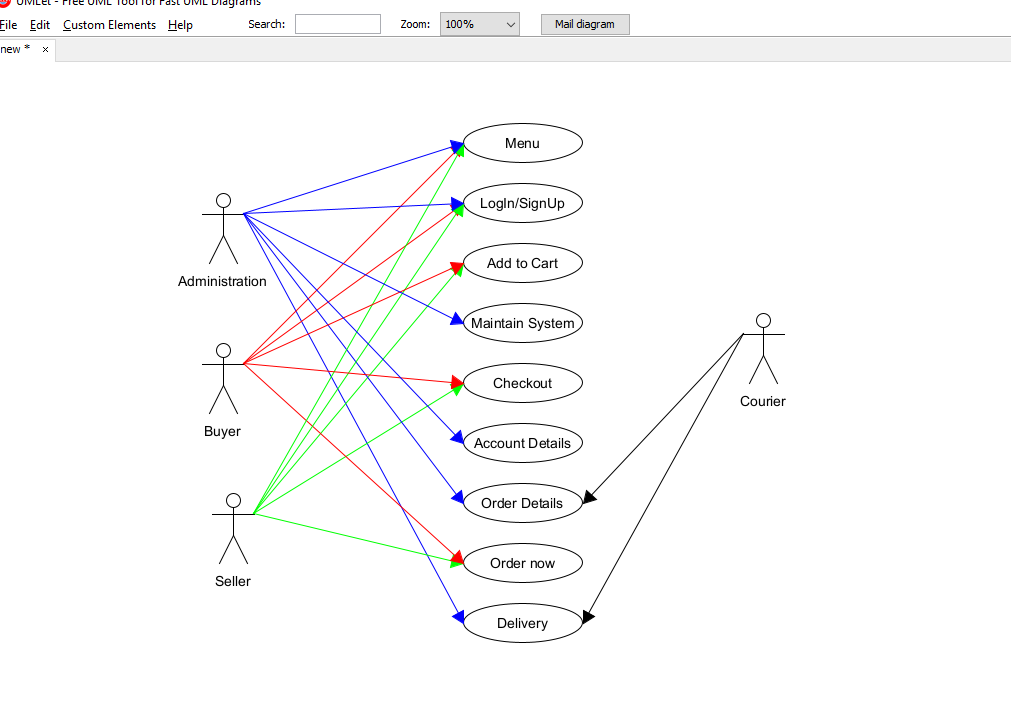 UMLet - Free UML Tool for Fast UML Diagrams
File Edit Custom Elements Help Search: Zoom: 100% Mail diagram
new * ×
Menu
LogIn/SignUp
Add to Cart
Administration
Maintain System
Checkout
Courier
Buyer
Account Details
Order Details
Order now
Seller
Delivery